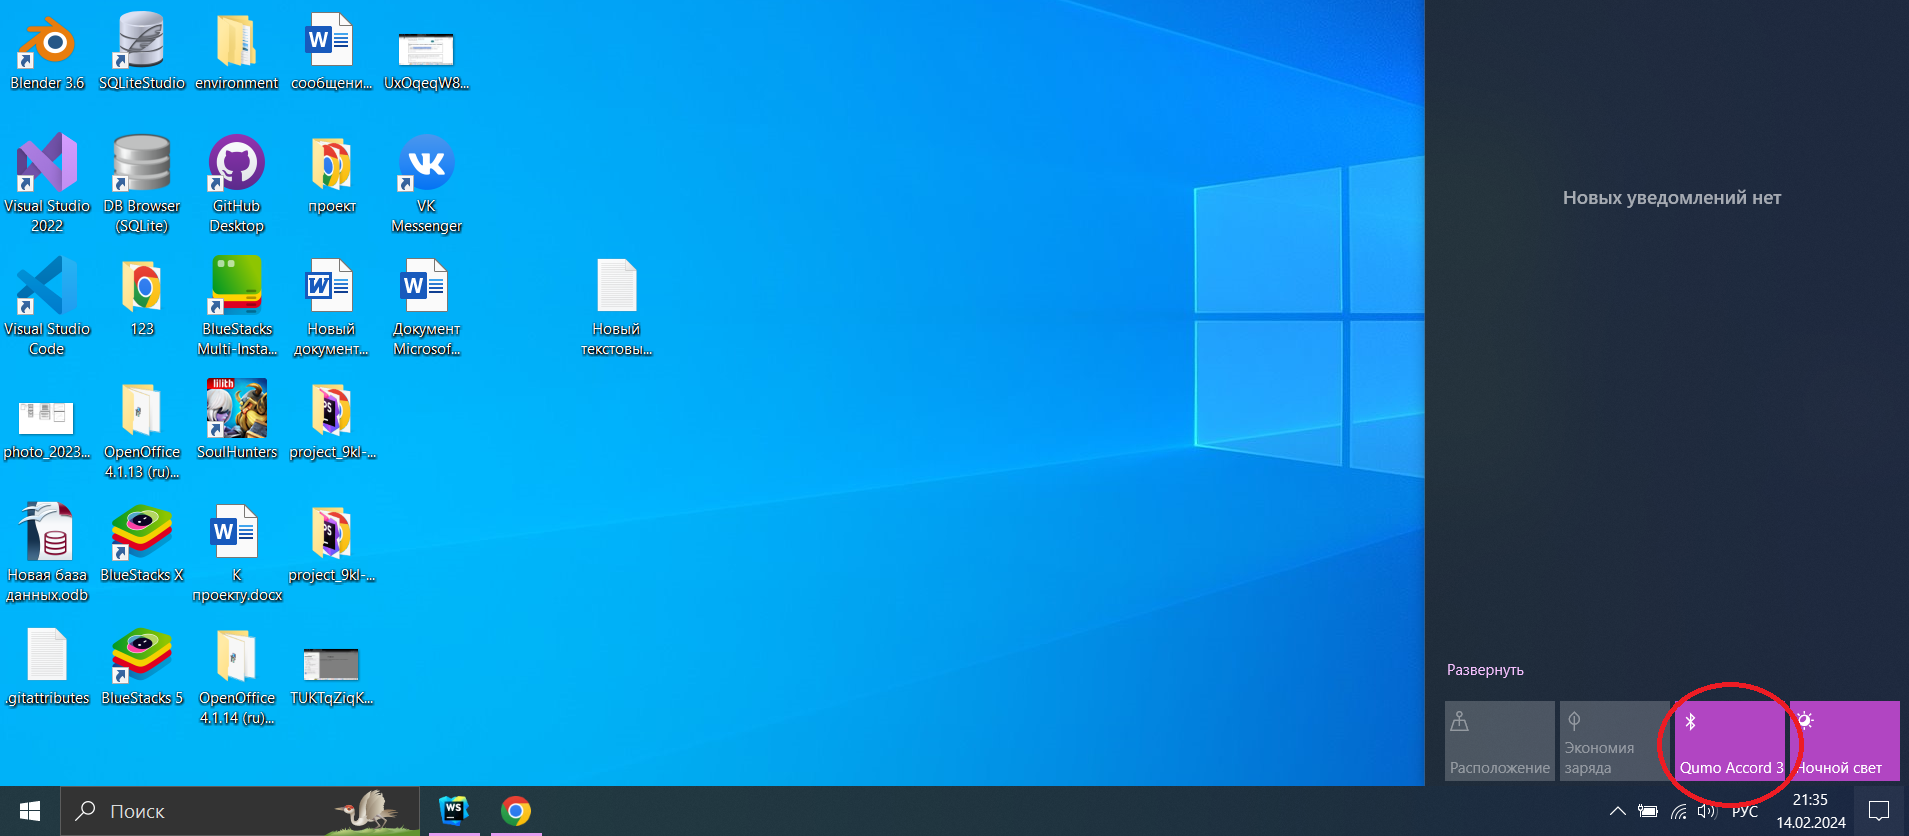 Blender 3.6
SQLiteStudio
environment
сообщени...
UxOqeqW8...
Visual Studio
2022
DB Browser
(SQLite)
GitHub
Desktop
проект
VK
Messenger
Visual Studio
Code
123
BlueStacks
Multi-Insta...
Новый
документ...
Документ
Microsof...
Новый
текстовы...
photo_2023...
OpenOffice
4.1.13 (ru)...
lilith
SoulHunters
PS
project_9kl-...
Новая база
данных.odb
BlueStacks X
К
проекту.docx
PS
project_9kl-...
.gitattributes
BlueStacks 5
OpenOffice
4.1.14 (ru)...
TUKTqZiqK...
Новых уведомлений нет
Развернуть
Расположение
Экономия
заряда
Qumo Accord 3
Ночной свет
Поиск
WS
РУС
21:35
14.02.2024